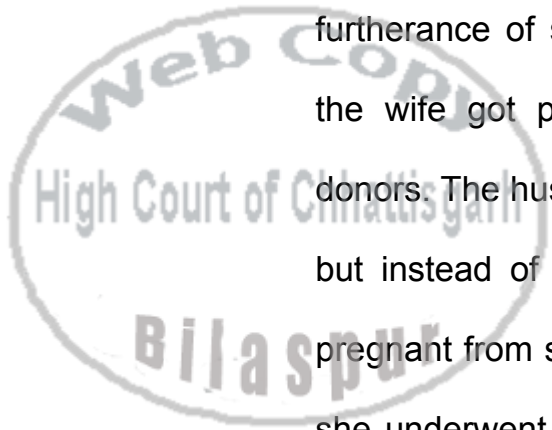 furtherance of s
the wife got p
donors. The hus
but instead of
pregnant from s
she underwent
Web Copy
High Court of Chhattisgarh
Bilaspur